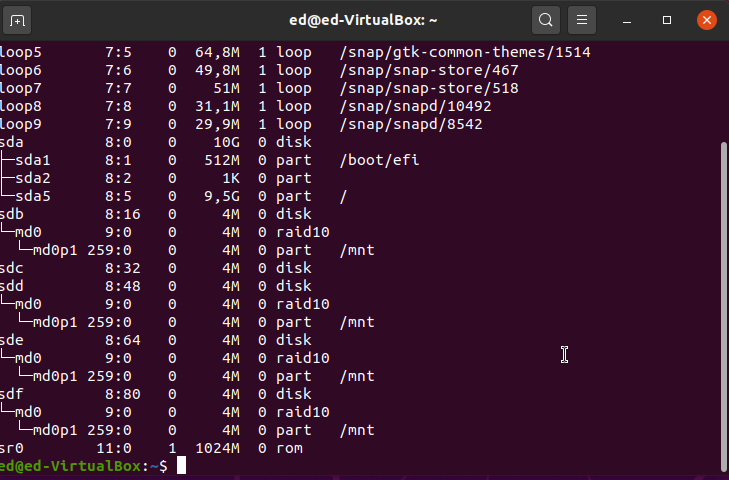 ed@ed-VirtualBox: ~
loop5 7:5 0 64,8M 1 loop /snap/gtk-common-themes/1514
loop6 7:6 0 49,8M 1 loop /snap/snap-store/467
loop7 7:7 0 51M 1 loop /snap/snap-store/518
loop8 7:8 0 31,1M 1 loop /snap/snapd/10492
loop9 7:9 0 29,9M 1 loop /snap/snapd/8542
sda 8:0 0 10G 0 disk
├─sda1 8:1 0 512M 0 part /boot/efi
├─sda2 8:2 0 1K 0 part
└─sda5 8:5 0 9,5G 0 part /
sdb 8:16 0 4M 0 disk
└─md0 9:0 0 4M 0 raid10
└─md0p1 259:0 0 4M 0 part /mnt
sdc 8:32 0 4M 0 disk
sdd 8:48 0 4M 0 disk
└─md0 9:0 0 4M 0 raid10
└─md0p1 259:0 0 4M 0 part /mnt
sde 8:64 0 4M 0 disk
└─md0 9:0 0 4M 0 raid10
└─md0p1 259:0 0 4M 0 part /mnt
sdf 8:80 0 4M 0 disk
└─md0 9:0 0 4M 0 raid10
└─md0p1 259:0 0 4M 0 part /mnt
sr0 11:0 1 1024M 0 rom
ed@ed-VirtualBox:~$